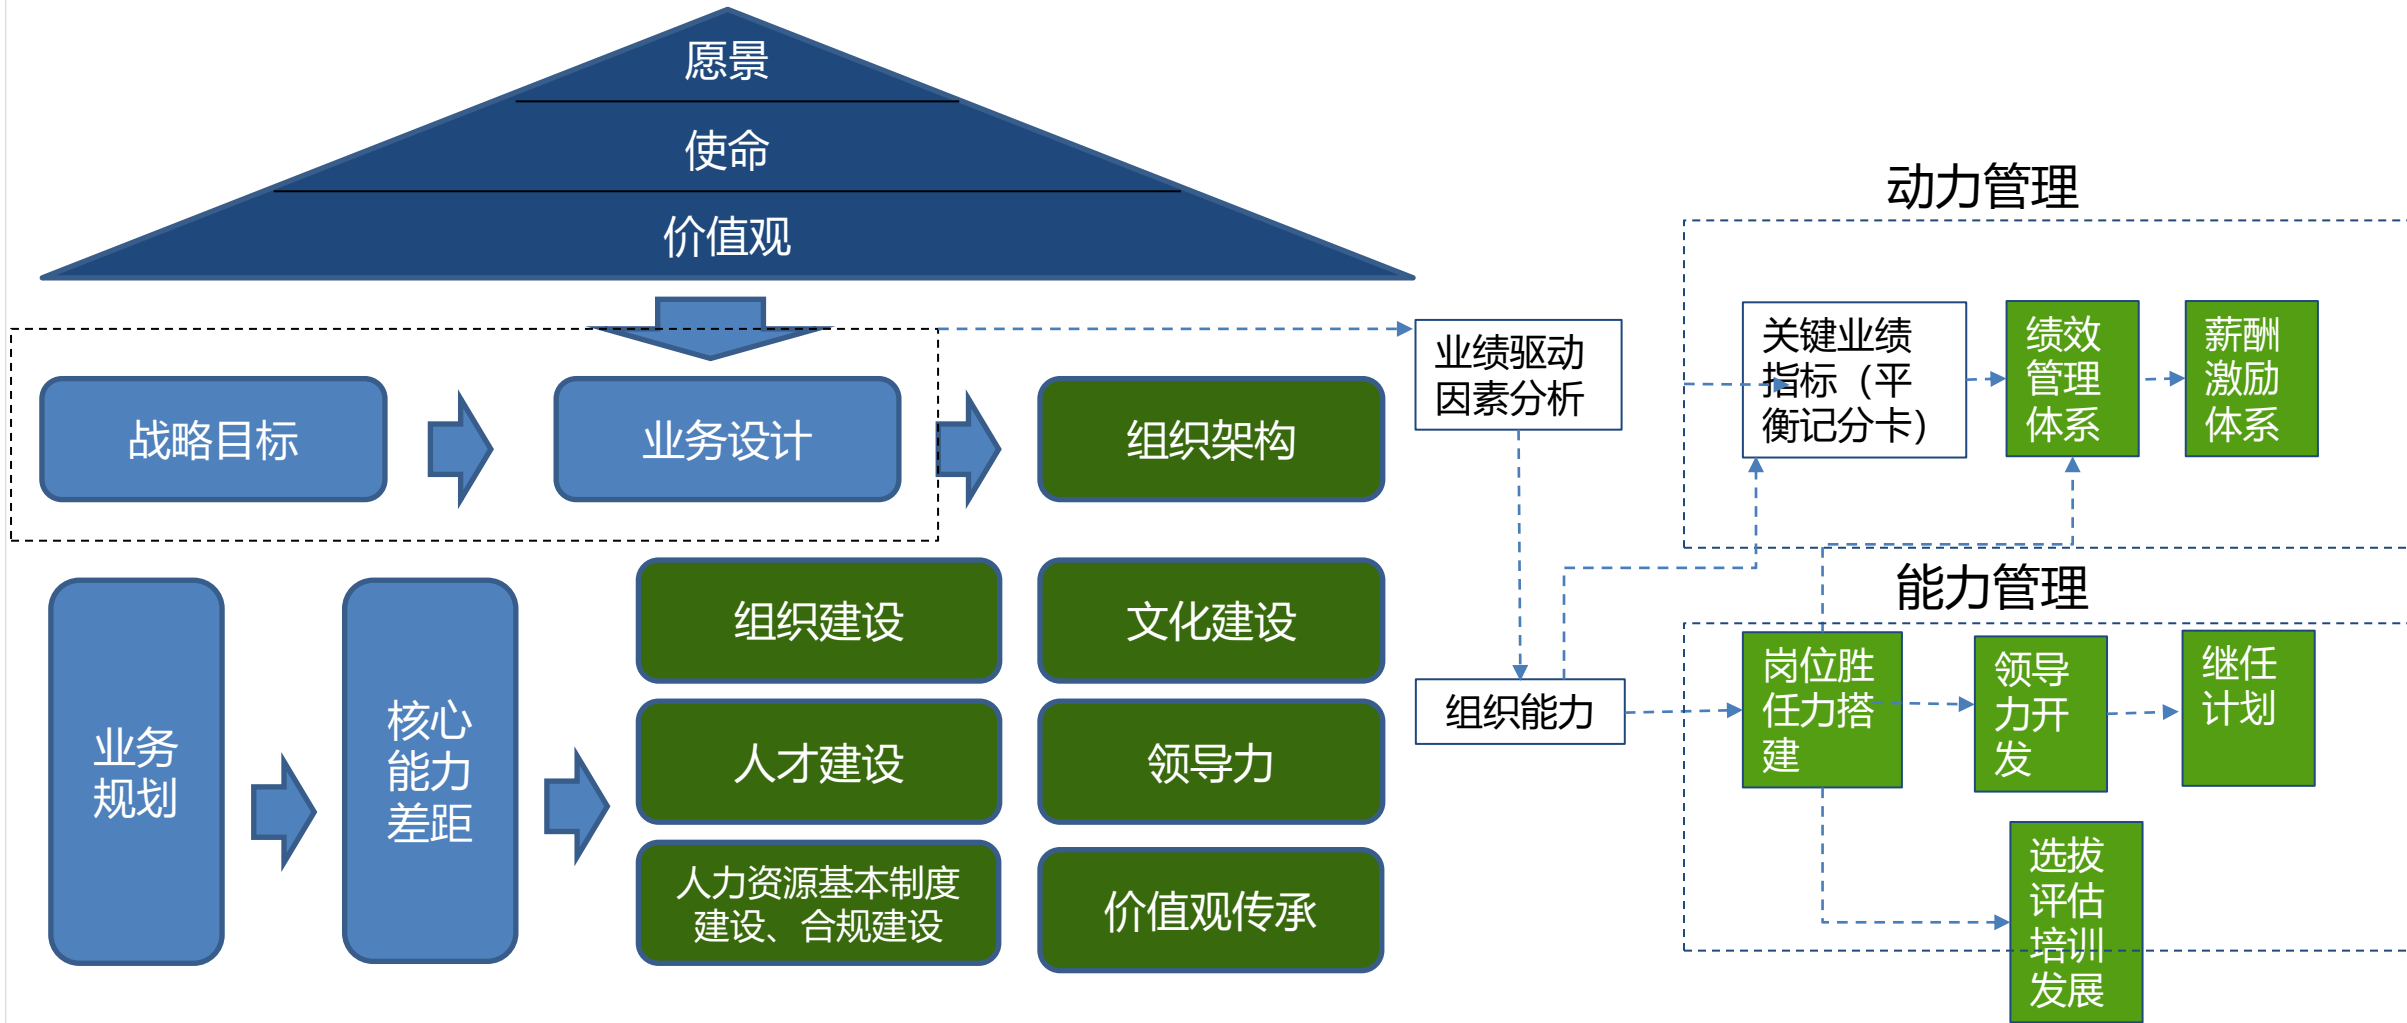 愿景
使命
价值观
战略目标
业务设计
组织架构
业务
规划
核心
能力
差距
组织建设
文化建设
人才建设
领导力
人力资源基本制度
建设、合规建设
价值观传承
业绩驱动
因素分析
组织能力
动力管理
关键业绩
指标（平
衡记分卡）
绩效
管理
体系
薪酬
激励
体系
能力管理
岗位胜
任力搭
建
领导
力开
发
继任
计划
选拔
评估
培训
发展